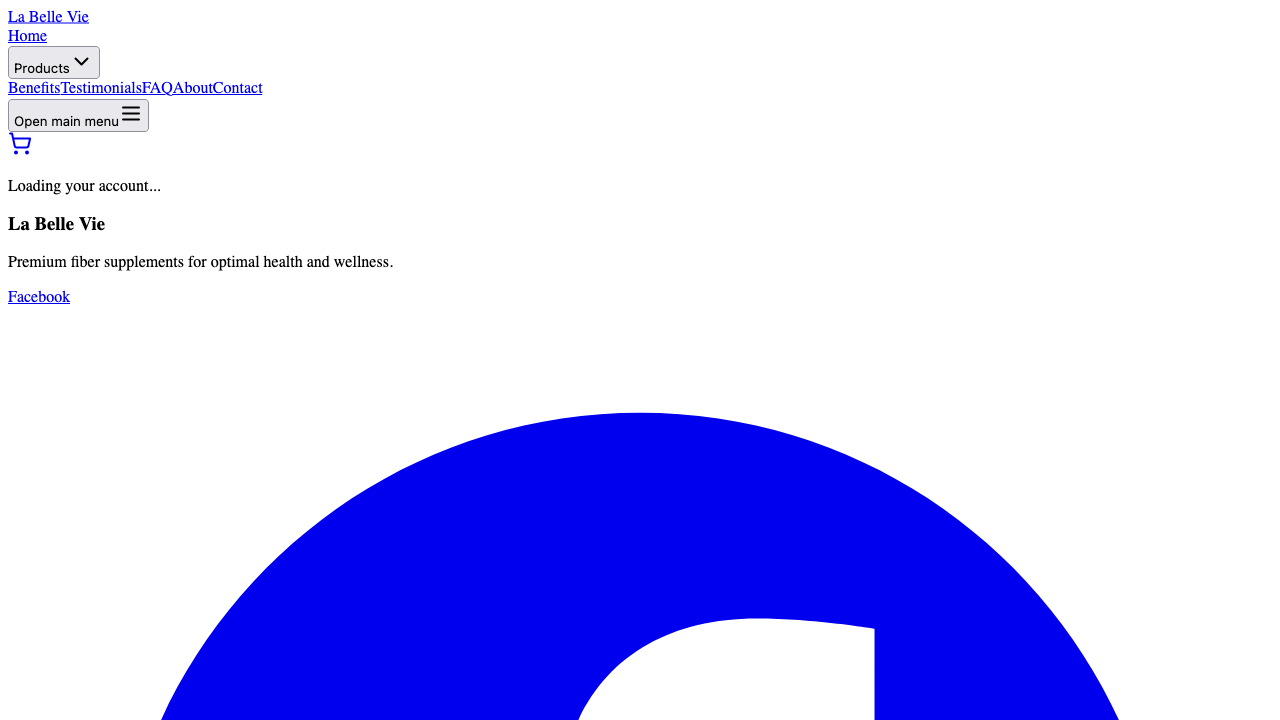 La Belle Vie
Home
Products
BenefitsTestimonialsFAQAboutContact
Open main menu
Loading your account...
La Belle Vie
Premium fiber supplements for optimal health and wellness.
Facebook